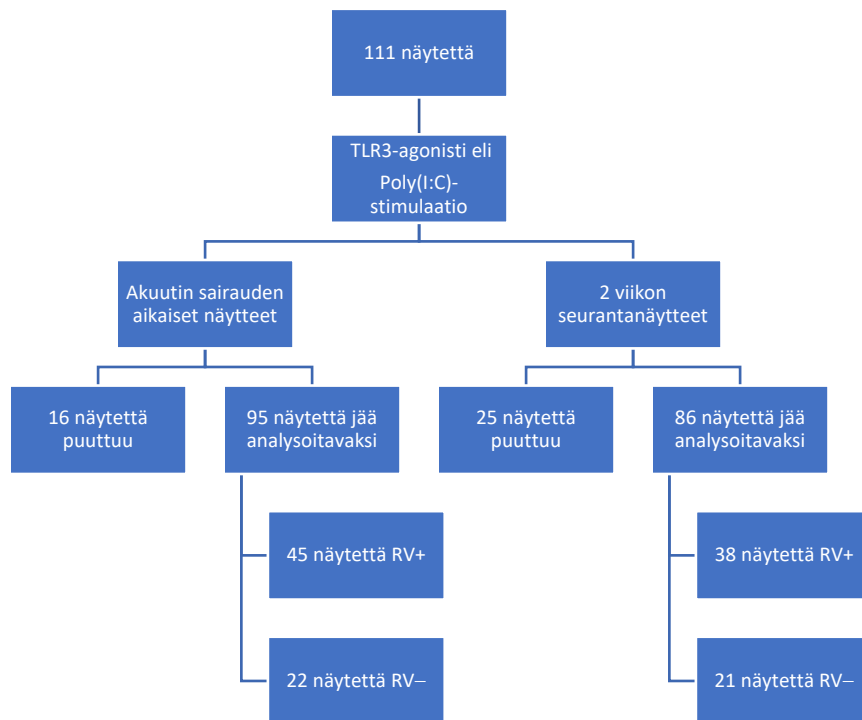 111 näytettä
TLR3-agonisti eli
Poly(I:C)-
stimulaatio
Akuutin sairauden
aikaiset näytteet
2 viikon
seurantanäytteet
16 näytettä
puuttuu
95 näytettä jää
analysoitavaksi
25 näytettä
puuttuu
86 näytettä jää
analysoitavaksi
45 näytettä RV+
38 näytettä RV+
22 näytettä RV–
21 näytettä RV–